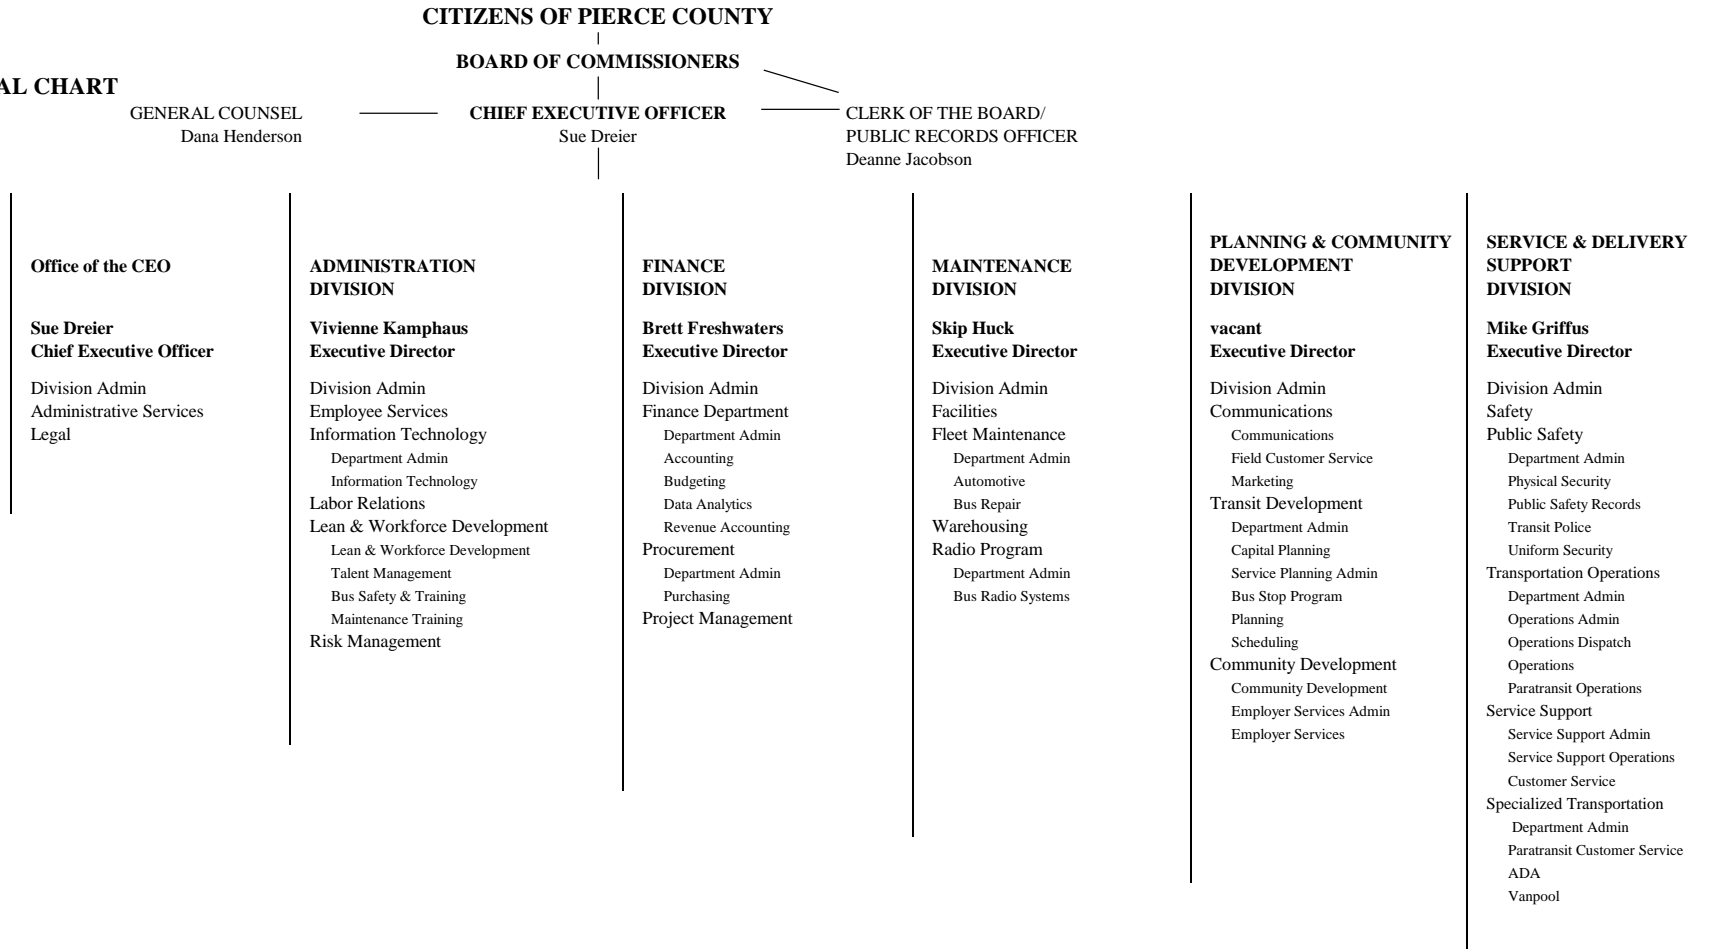 CITIZENS OF PIERCE COUNTY
BOARD OF COMMISSIONERS
AL CHART
GENERAL COUNSEL
Dana Henderson
CHIEF EXECUTIVE OFFICER
Sue Dreier
CLERK OF THE BOARD/
PUBLIC RECORDS OFFICER
Deanne Jacobson
Office of the CEO
Sue Dreier
Chief Executive Officer
Division Admin
Administrative Services
Legal
ADMINISTRATION
DIVISION
Vivienne Kamphaus
Executive Director
Division Admin
Employee Services
Information Technology
Department Admin
Information Technology
Labor Relations
Lean & Workforce Development
Lean & Workforce Development
Talent Management
Bus Safety & Training
Maintenance Training
Risk Management
FINANCE
DIVISION
Brett Freshwaters
Executive Director
Division Admin
Finance Department
Department Admin
Accounting
Budgeting
Data Analytics
Revenue Accounting
Procurement
Department Admin
Purchasing
Project Management
MAINTENANCE
DIVISION
Skip Huck
Executive Director
Division Admin
Facilities
Fleet Maintenance
Department Admin
Automotive
Bus Repair
Warehousing
Radio Program
Department Admin
Bus Radio Systems
PLANNING & COMMUNITY
DEVELOPMENT
DIVISION
vacant
Executive Director
Division Admin
Communications
Communications
Field Customer Service
Marketing
Transit Development
Department Admin
Capital Planning
Service Planning Admin
Bus Stop Program
Planning
Scheduling
Community Development
Community Development
Employer Services Admin
Employer Services
SERVICE & DELIVERY
SUPPORT
DIVISION
Mike Griffus
Executive Director
Division Admin
Safety
Public Safety
Department Admin
Physical Security
Public Safety Records
Transit Police
Uniform Security
Transportation Operations
Department Admin
Operations Admin
Operations Dispatch
Operations
Paratransit Operations
Service Support
Service Support Admin
Service Support Operations
Customer Service
Specialized Transportation
Department Admin
Paratransit Customer Service
ADA
Vanpool